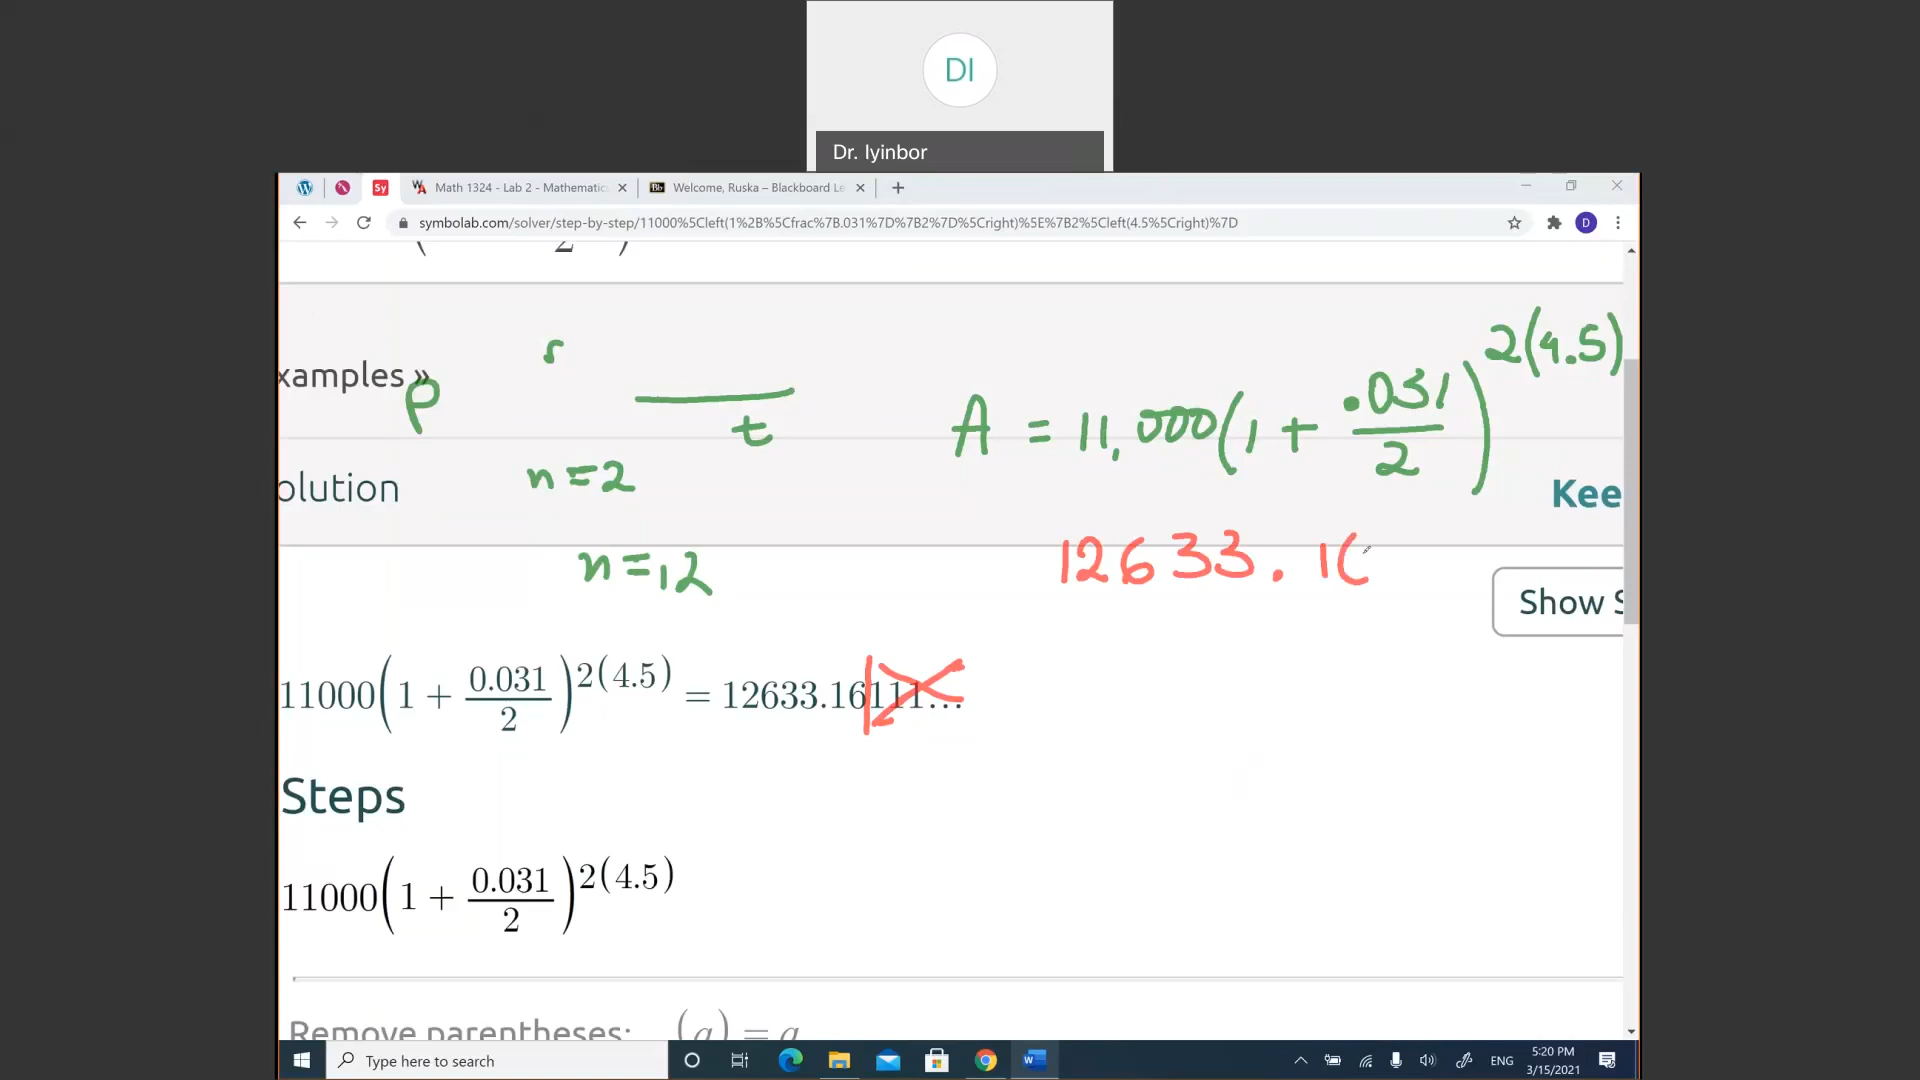 DI
Dr. Iyinbor
Sy
Math 1324 - Lab 2 - Mathematic
Bb
Welcome, Ruska – Blackboard Le
symbolab.com/solver/step-by-step/11000%5Cleft(1%2B%5Cfrac%7B.031%7D%7B2%7D%5Cright)%5E%7B2%5Cleft(4.5%5Cright)%7D
D
( 2 )
xamples »
P
r
t
n = 2
n = 12
A = 11,000(1 + .031/2)^2(4.5)
olution
Kee
12633.16
Show S
11000(1 + 0.031/2)^2(4.5) = 12633.16111...
Steps
11000(1 + 0.031/2)^2(4.5)
Remove parentheses: (a) = a
Type here to search
ENG
5:20 PM
3/15/2021